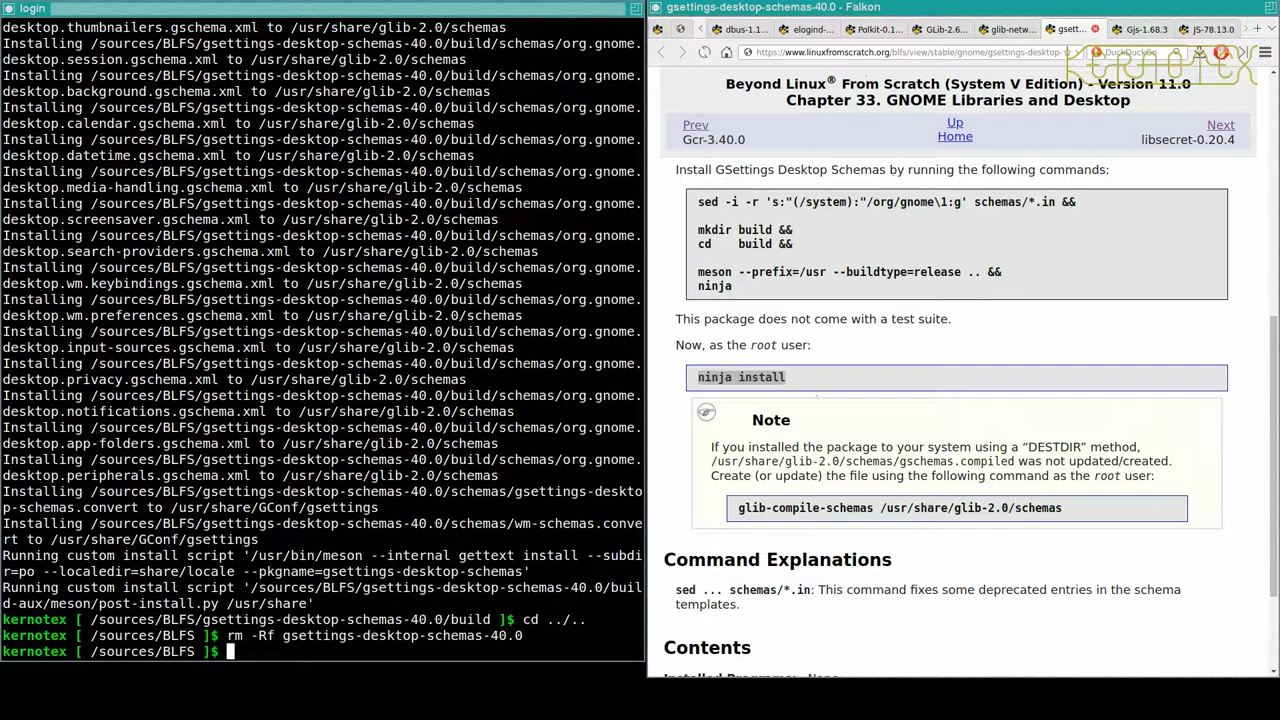 login
desktop.thumbnailers.gschema.xml to /usr/share/glib-2.0/schemas
Installing /sources/BLFS/gsettings-desktop-schemas-40.0/build/schemas/org.gnome.
desktop.session.gschema.xml to /usr/share/glib-2.0/schemas
Installing /sources/BLFS/gsettings-desktop-schemas-40.0/build/schemas/org.gnome.
desktop.background.gschema.xml to /usr/share/glib-2.0/schemas
Installing /sources/BLFS/gsettings-desktop-schemas-40.0/build/schemas/org.gnome.
desktop.calendar.gschema.xml to /usr/share/glib-2.0/schemas
Installing /sources/BLFS/gsettings-desktop-schemas-40.0/build/schemas/org.gnome.
desktop.datetime.gschema.xml to /usr/share/glib-2.0/schemas
Installing /sources/BLFS/gsettings-desktop-schemas-40.0/build/schemas/org.gnome.
desktop.media-handling.gschema.xml to /usr/share/glib-2.0/schemas
Installing /sources/BLFS/gsettings-desktop-schemas-40.0/build/schemas/org.gnome.
desktop.screensaver.gschema.xml to /usr/share/glib-2.0/schemas
Installing /sources/BLFS/gsettings-desktop-schemas-40.0/build/schemas/org.gnome.
desktop.search-providers.gschema.xml to /usr/share/glib-2.0/schemas
Installing /sources/BLFS/gsettings-desktop-schemas-40.0/build/schemas/org.gnome.
desktop.wm.keybindings.gschema.xml to /usr/share/glib-2.0/schemas
Installing /sources/BLFS/gsettings-desktop-schemas-40.0/build/schemas/org.gnome.
desktop.wm.preferences.gschema.xml to /usr/share/glib-2.0/schemas
Installing /sources/BLFS/gsettings-desktop-schemas-40.0/build/schemas/org.gnome.
desktop.input-sources.gschema.xml to /usr/share/glib-2.0/schemas
Installing /sources/BLFS/gsettings-desktop-schemas-40.0/build/schemas/org.gnome.
desktop.privacy.gschema.xml to /usr/share/glib-2.0/schemas
Installing /sources/BLFS/gsettings-desktop-schemas-40.0/build/schemas/org.gnome.
desktop.notifications.gschema.xml to /usr/share/glib-2.0/schemas
Installing /sources/BLFS/gsettings-desktop-schemas-40.0/build/schemas/org.gnome.
desktop.app-folders.gschema.xml to /usr/share/glib-2.0/schemas
Installing /sources/BLFS/gsettings-desktop-schemas-40.0/build/schemas/org.gnome.
desktop.peripherals.gschema.xml to /usr/share/glib-2.0/schemas
Installing /sources/BLFS/gsettings-desktop-schemas-40.0/schemas/gsettings-deskto
p-schemas.convert to /usr/share/GConf/gsettings
Installing /sources/BLFS/gsettings-desktop-schemas-40.0/schemas/wm-schemas.conve
rt to /usr/share/GConf/gsettings
Running custom install script '/usr/bin/meson --internal gettext install --subdi
r=po --localedir=share/locale --pkgname=gsettings-desktop-schemas'
Running custom install script '/sources/BLFS/gsettings-desktop-schemas-40.0/buil
d-aux/meson/post-install.py /usr/share'
kernotex [ /sources/BLFS/gsettings-desktop-schemas-40.0/build ]$ cd ../..
kernotex [ /sources/BLFS ]$ rm -Rf gsettings-desktop-schemas-40.0
kernotex [ /sources/BLFS ]$
gsettings-desktop-schemas-40.0 - Falkon
dbus-1.1... elogind-... Polkit-0.1... GLib-2.6... glib-netw... gsett... Gjs-1.68.3 JS-78.13.0
https://www.linuxfromscratch.org/blfs/view/stable/gnome/gsettings-desktop- DuckDuckGo
KERNOTEX
Beyond Linux® From Scratch (System V Edition) - Version 11.0
Chapter 33. GNOME Libraries and Desktop
Prev Up Next
Gcr-3.40.0 Home libsecret-0.20.4
Install GSettings Desktop Schemas by running the following commands:
sed -i -r 's:"(/system):"/org/gnome\1:g' schemas/*.in &&
mkdir build &&
cd    build &&
meson --prefix=/usr --buildtype=release .. &&
ninja
This package does not come with a test suite.
Now, as the root user:
ninja install
Note
If you installed the package to your system using a “DESTDIR” method,
/usr/share/glib-2.0/schemas/gschemas.compiled was not updated/created.
Create (or update) the file using the following command as the root user:
glib-compile-schemas /usr/share/glib-2.0/schemas
Command Explanations
sed ... schemas/*.in: This command fixes some deprecated entries in the schema
templates.
Contents